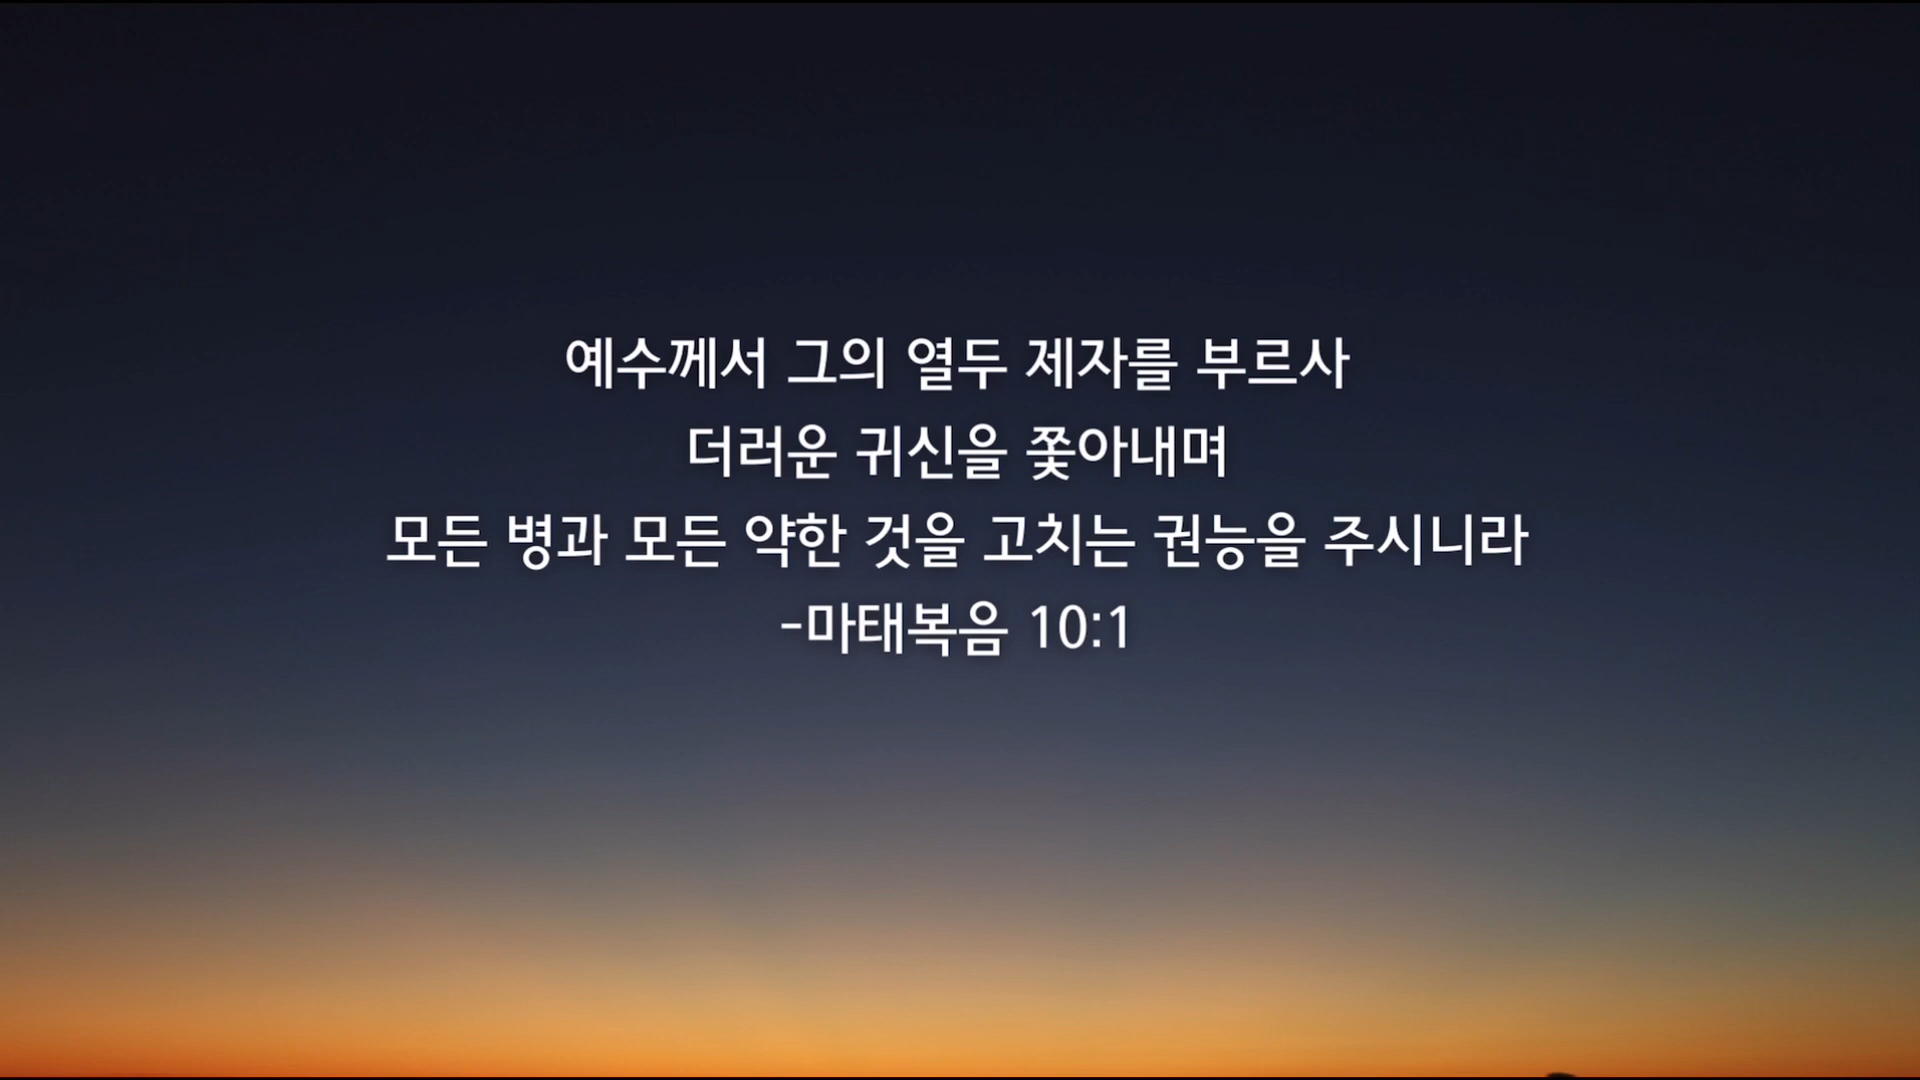 예수께서 그의 열두 제자를 부르사
더러운 귀신을 쫓아내며
모든 병과 모든 약한 것을 고치는 권능을 주시니라
-마태복음 10:1